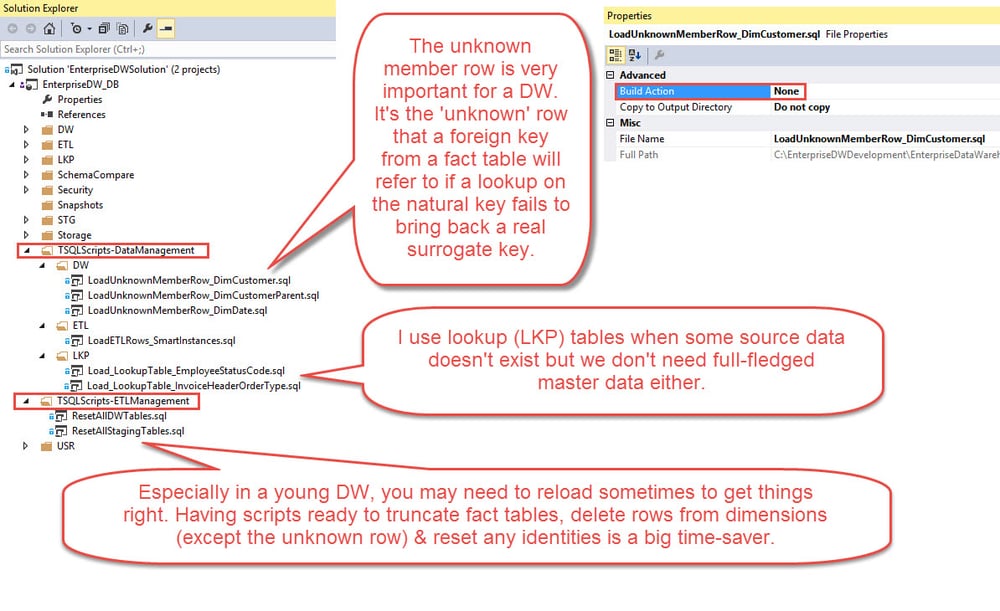 Solution Explorer
Search Solution Explorer (Ctrl+;)
Solution 'EnterpriseDWSolution' (2 projects)
EnterpriseDW_DB
Properties
References
DW
ETL
LKP
SchemaCompare
Security
Snapshots
STG
Storage
TSQLScripts-DataManagement
DW
LoadUnknownMemberRow_DimCustomer.sql
LoadUnknownMemberRow_DimCustomerParent.sql
LoadUnknownMemberRow_DimDate.sql
ETL
LoadETLRows_SmartInstances.sql
LKP
Load_LookupTable_EmployeeStatusCode.sql
Load_LookupTable_InvoiceHeaderOrderType.sql
TSQLScripts-ETLManagement
ResetAllDWTables.sql
ResetAllStagingTables.sql
USR
The unknown
member row is very
important for a DW.
It's the 'unknown' row
that a foreign key
from a fact table will
refer to if a lookup on
the natural key fails to
bring back a real
surrogate key.
Properties
LoadUnknownMemberRow_DimCustomer.sql File Properties
Advanced
Build Action None
Copy to Output Directory Do not copy
Misc
File Name LoadUnknownMemberRow_DimCustomer.sql
Full Path C:\EnterpriseDWDevelopment\EnterpriseDataWareh
I use lookup (LKP) tables when some source data
doesn't exist but we don't need full-fledged
master data either.
Especially in a young DW, you may need to reload sometimes to get things
right. Having scripts ready to truncate fact tables, delete rows from dimensions
(except the unknown row) & reset any identities is a big time-saver.